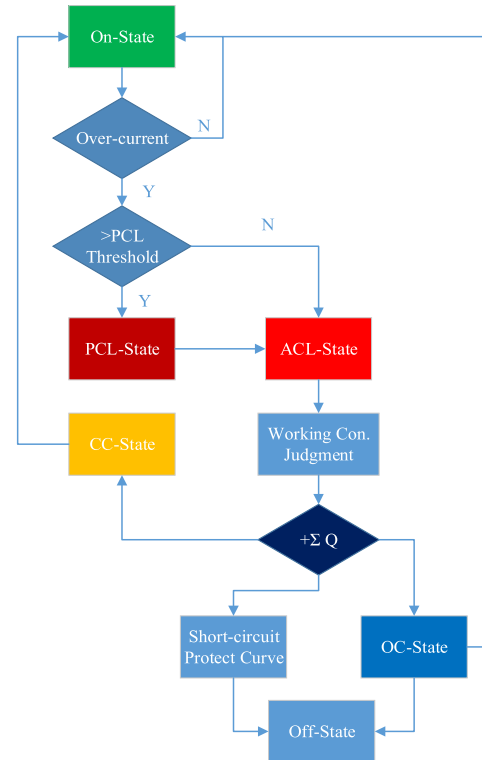 On-State
Over-current
N
Y
>PCL
Threshold
N
Y
PCL-State
ACL-State
CC-State
Working Con.
Judgment
+Σ Q
Short-circuit
Protect Curve
OC-State
Off-State